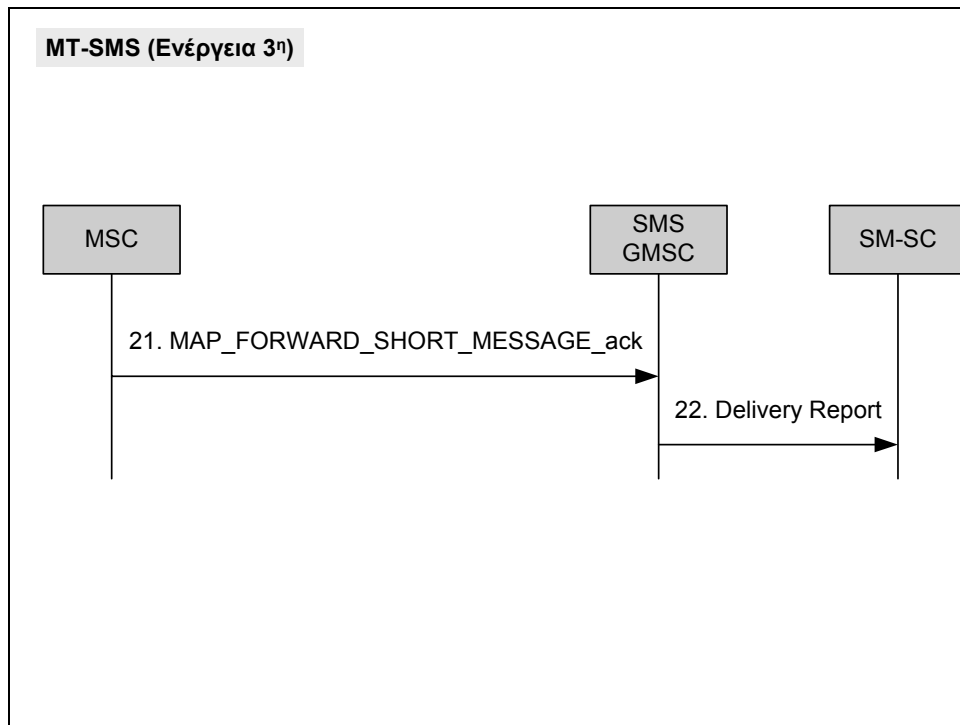 MT-SMS (Ενέργεια 3η)
MSC
SMS
GMSC
SM-SC
21. MAP_FORWARD_SHORT_MESSAGE_ack
22. Delivery Report